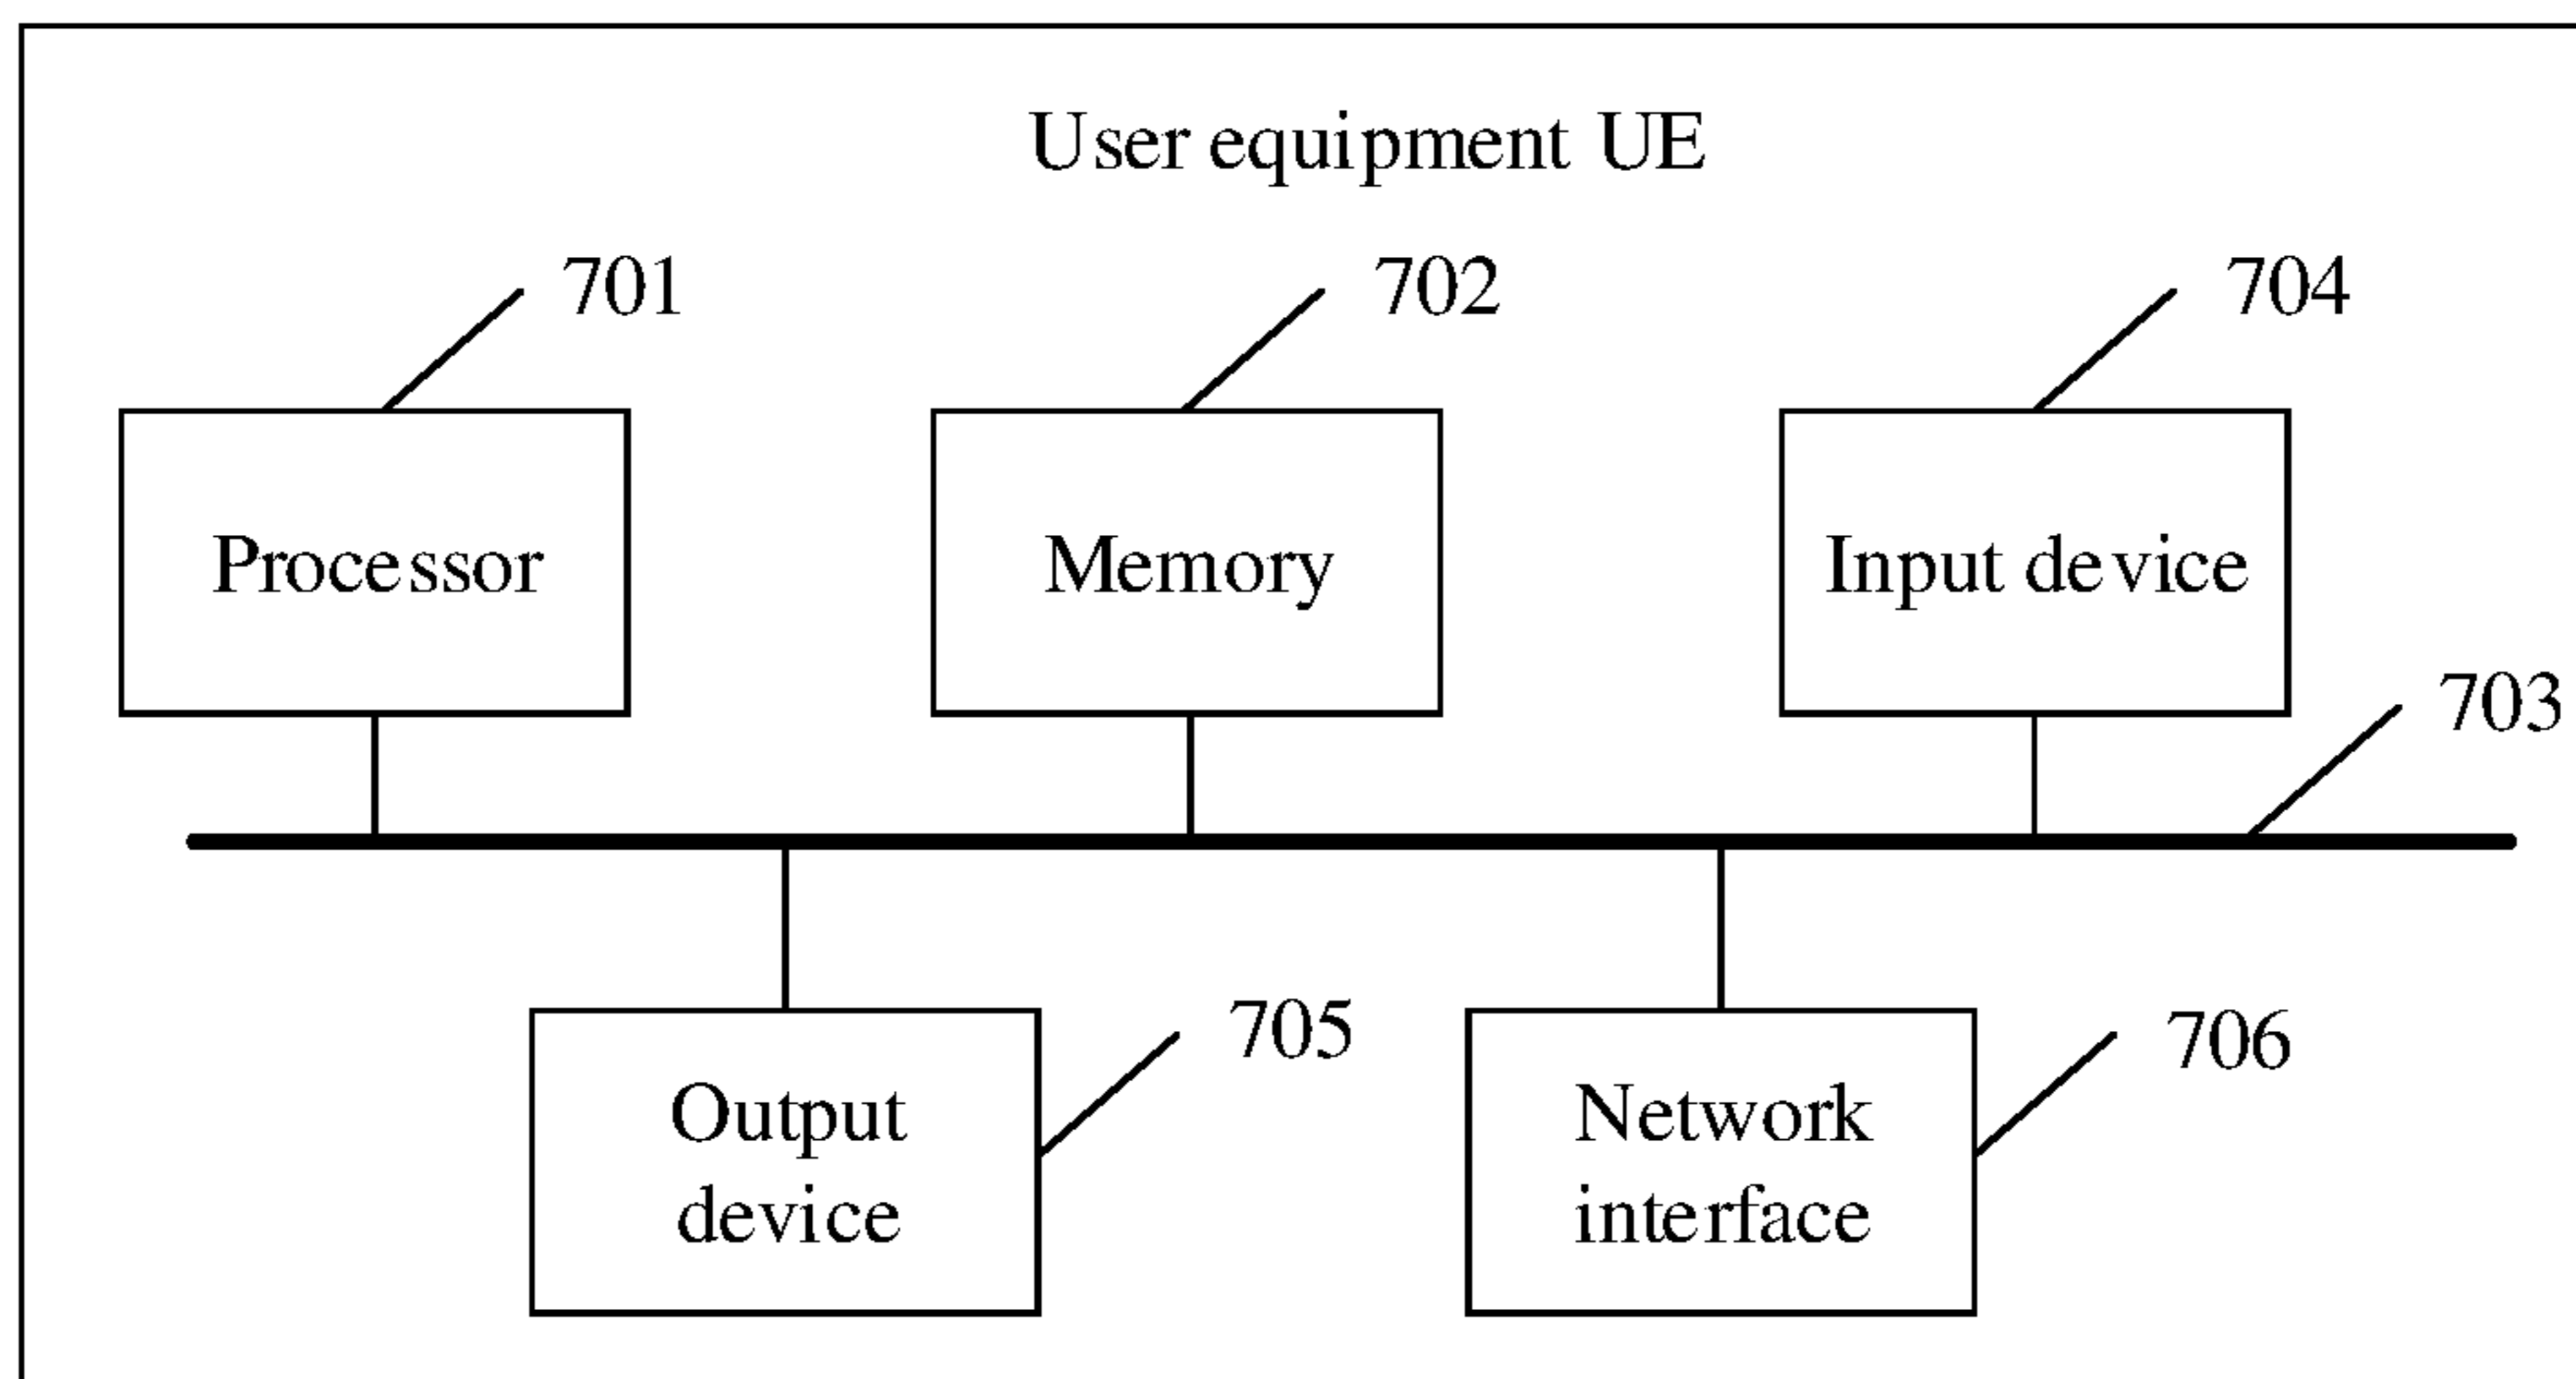 User equipment UE
701
702
704
Processor
Memory
Input device
703
705
706
Output
device
Network
interface